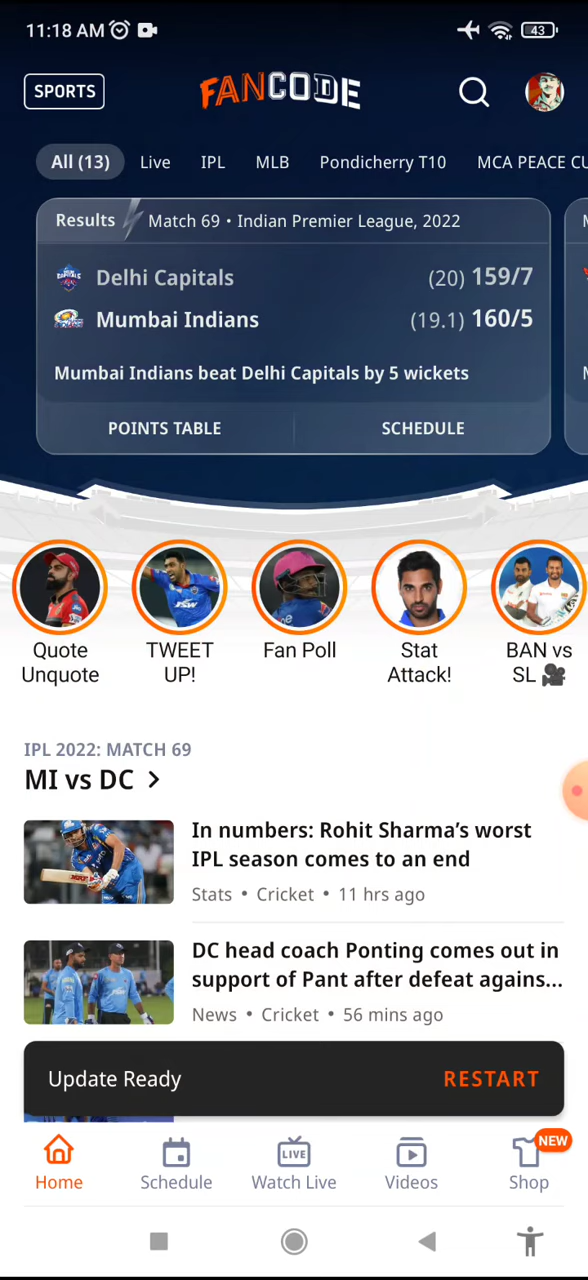 11:18 AM
43
SPORTS
FANCODE
All (13) Live IPL MLB Pondicherry T10 MCA PEACE CU
Results Match 69 • Indian Premier League, 2022
Delhi Capitals (20) 159/7
Mumbai Indians (19.1) 160/5
Mumbai Indians beat Delhi Capitals by 5 wickets
POINTS TABLE SCHEDULE
Quote
Unquote
TWEET
UP!
Fan Poll
Stat
Attack!
BAN vs
SL 🎥
IPL 2022: MATCH 69
MI vs DC >
In numbers: Rohit Sharma’s worst
IPL season comes to an end
Stats • Cricket • 11 hrs ago
DC head coach Ponting comes out in
support of Pant after defeat agains...
News • Cricket • 56 mins ago
Update Ready RESTART
NEW
LIVE
Home Schedule Watch Live Videos Shop